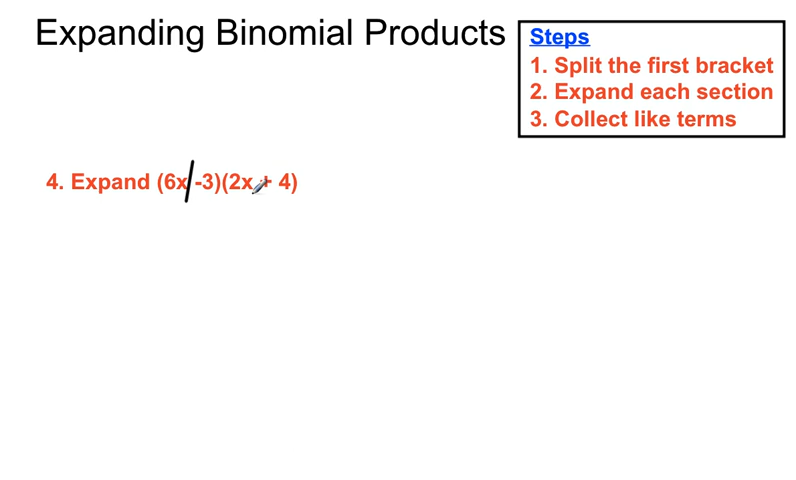 Expanding Binomial Products
Steps
1. Split the first bracket
2. Expand each section
3. Collect like terms
4. Expand (6x -3)(2x + 4)